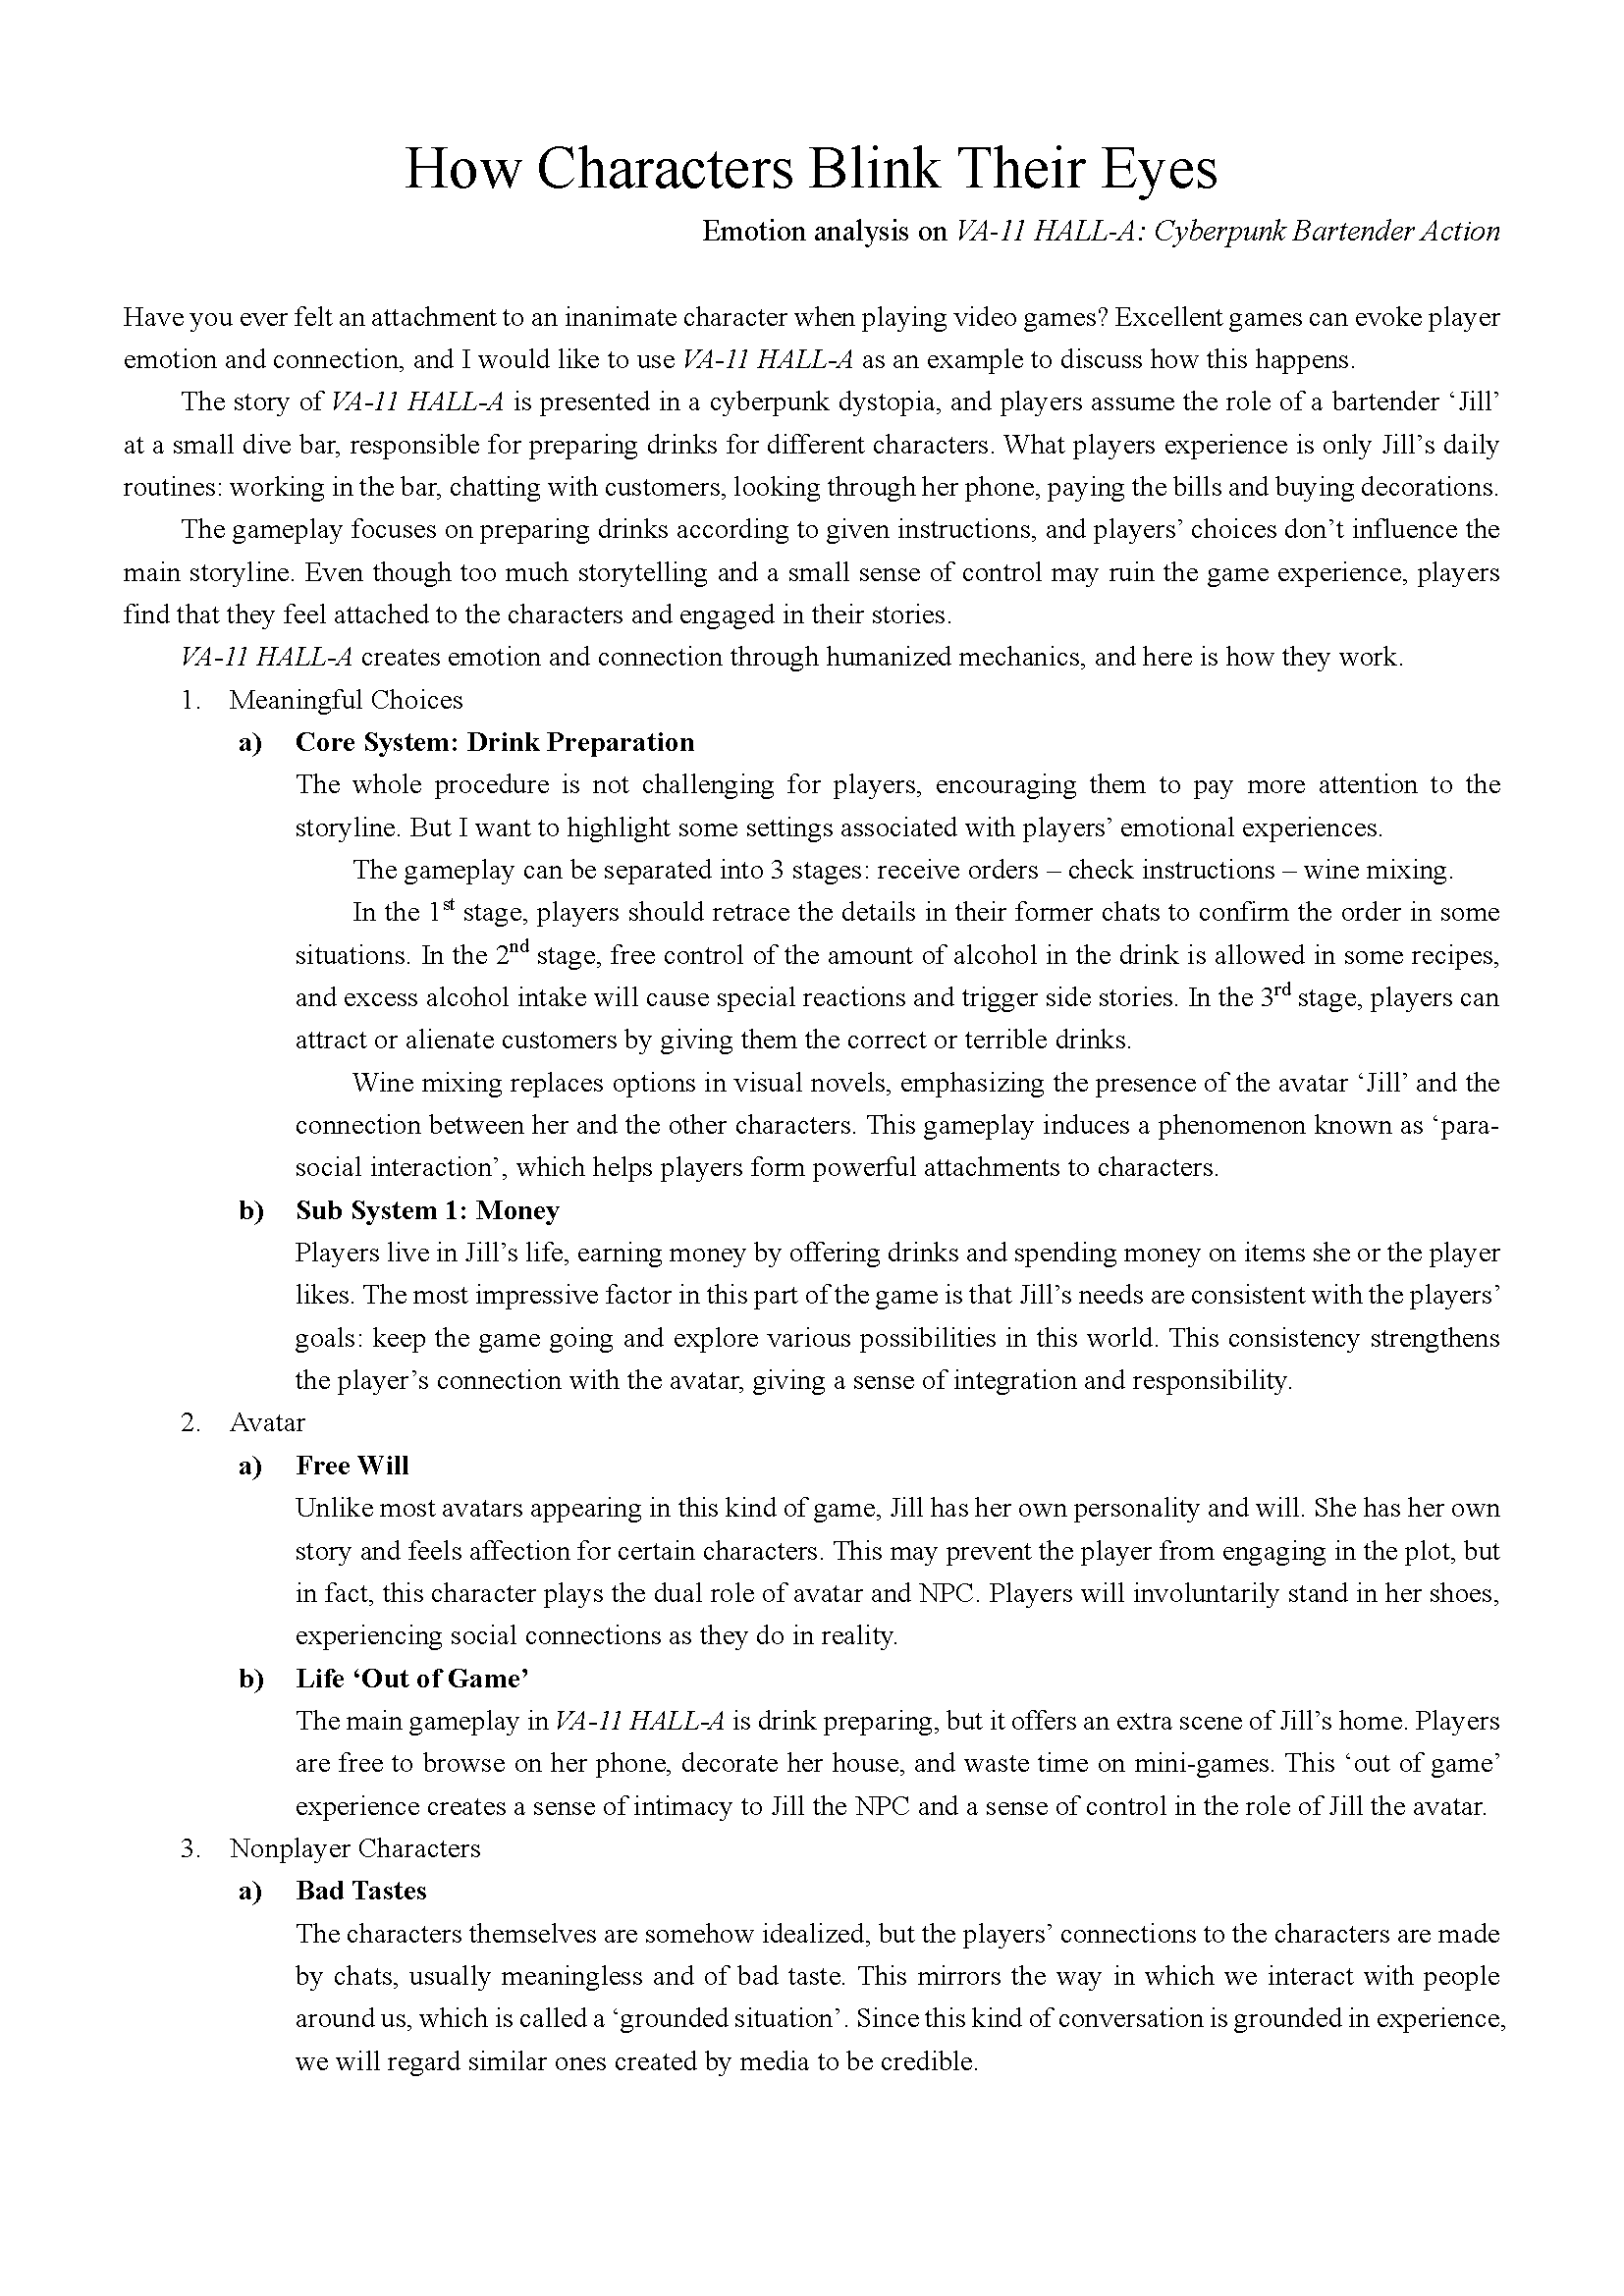 How Characters Blink Their Eyes
Emotion analysis on VA-11 HALL-A: Cyberpunk Bartender Action
Have you ever felt an attachment to an inanimate character when playing video games? Excellent games can evoke player
emotion and connection, and I would like to use VA-11 HALL-A as an example to discuss how this happens.
The story of VA-11 HALL-A is presented in a cyberpunk dystopia, and players assume the role of a bartender ‘Jill’
at a small dive bar, responsible for preparing drinks for different characters. What players experience is only Jill’s daily
routines: working in the bar, chatting with customers, looking through her phone, paying the bills and buying decorations.
The gameplay focuses on preparing drinks according to given instructions, and players’ choices don’t influence the
main storyline. Even though too much storytelling and a small sense of control may ruin the game experience, players
find that they feel attached to the characters and engaged in their stories.
VA-11 HALL-A creates emotion and connection through humanized mechanics, and here is how they work.
1. Meaningful Choices
a) Core System: Drink Preparation
The whole procedure is not challenging for players, encouraging them to pay more attention to the
storyline. But I want to highlight some settings associated with players’ emotional experiences.
The gameplay can be separated into 3 stages: receive orders – check instructions – wine mixing.
In the 1st stage, players should retrace the details in their former chats to confirm the order in some
situations. In the 2nd stage, free control of the amount of alcohol in the drink is allowed in some recipes,
and excess alcohol intake will cause special reactions and trigger side stories. In the 3rd stage, players can
attract or alienate customers by giving them the correct or terrible drinks.
Wine mixing replaces options in visual novels, emphasizing the presence of the avatar ‘Jill’ and the
connection between her and the other characters. This gameplay induces a phenomenon known as ‘para-
social interaction’, which helps players form powerful attachments to characters.
b) Sub System 1: Money
Players live in Jill’s life, earning money by offering drinks and spending money on items she or the player
likes. The most impressive factor in this part of the game is that Jill’s needs are consistent with the players’
goals: keep the game going and explore various possibilities in this world. This consistency strengthens
the player’s connection with the avatar, giving a sense of integration and responsibility.
2. Avatar
a) Free Will
Unlike most avatars appearing in this kind of game, Jill has her own personality and will. She has her own
story and feels affection for certain characters. This may prevent the player from engaging in the plot, but
in fact, this character plays the dual role of avatar and NPC. Players will involuntarily stand in her shoes,
experiencing social connections as they do in reality.
b) Life ‘Out of Game’
The main gameplay in VA-11 HALL-A is drink preparing, but it offers an extra scene of Jill’s home. Players
are free to browse on her phone, decorate her house, and waste time on mini-games. This ‘out of game’
experience creates a sense of intimacy to Jill the NPC and a sense of control in the role of Jill the avatar.
3. Nonplayer Characters
a) Bad Tastes
The characters themselves are somehow idealized, but the players’ connections to the characters are made
by chats, usually meaningless and of bad taste. This mirrors the way in which we interact with people
around us, which is called a ‘grounded situation’. Since this kind of conversation is grounded in experience,
we will regard similar ones created by media to be credible.